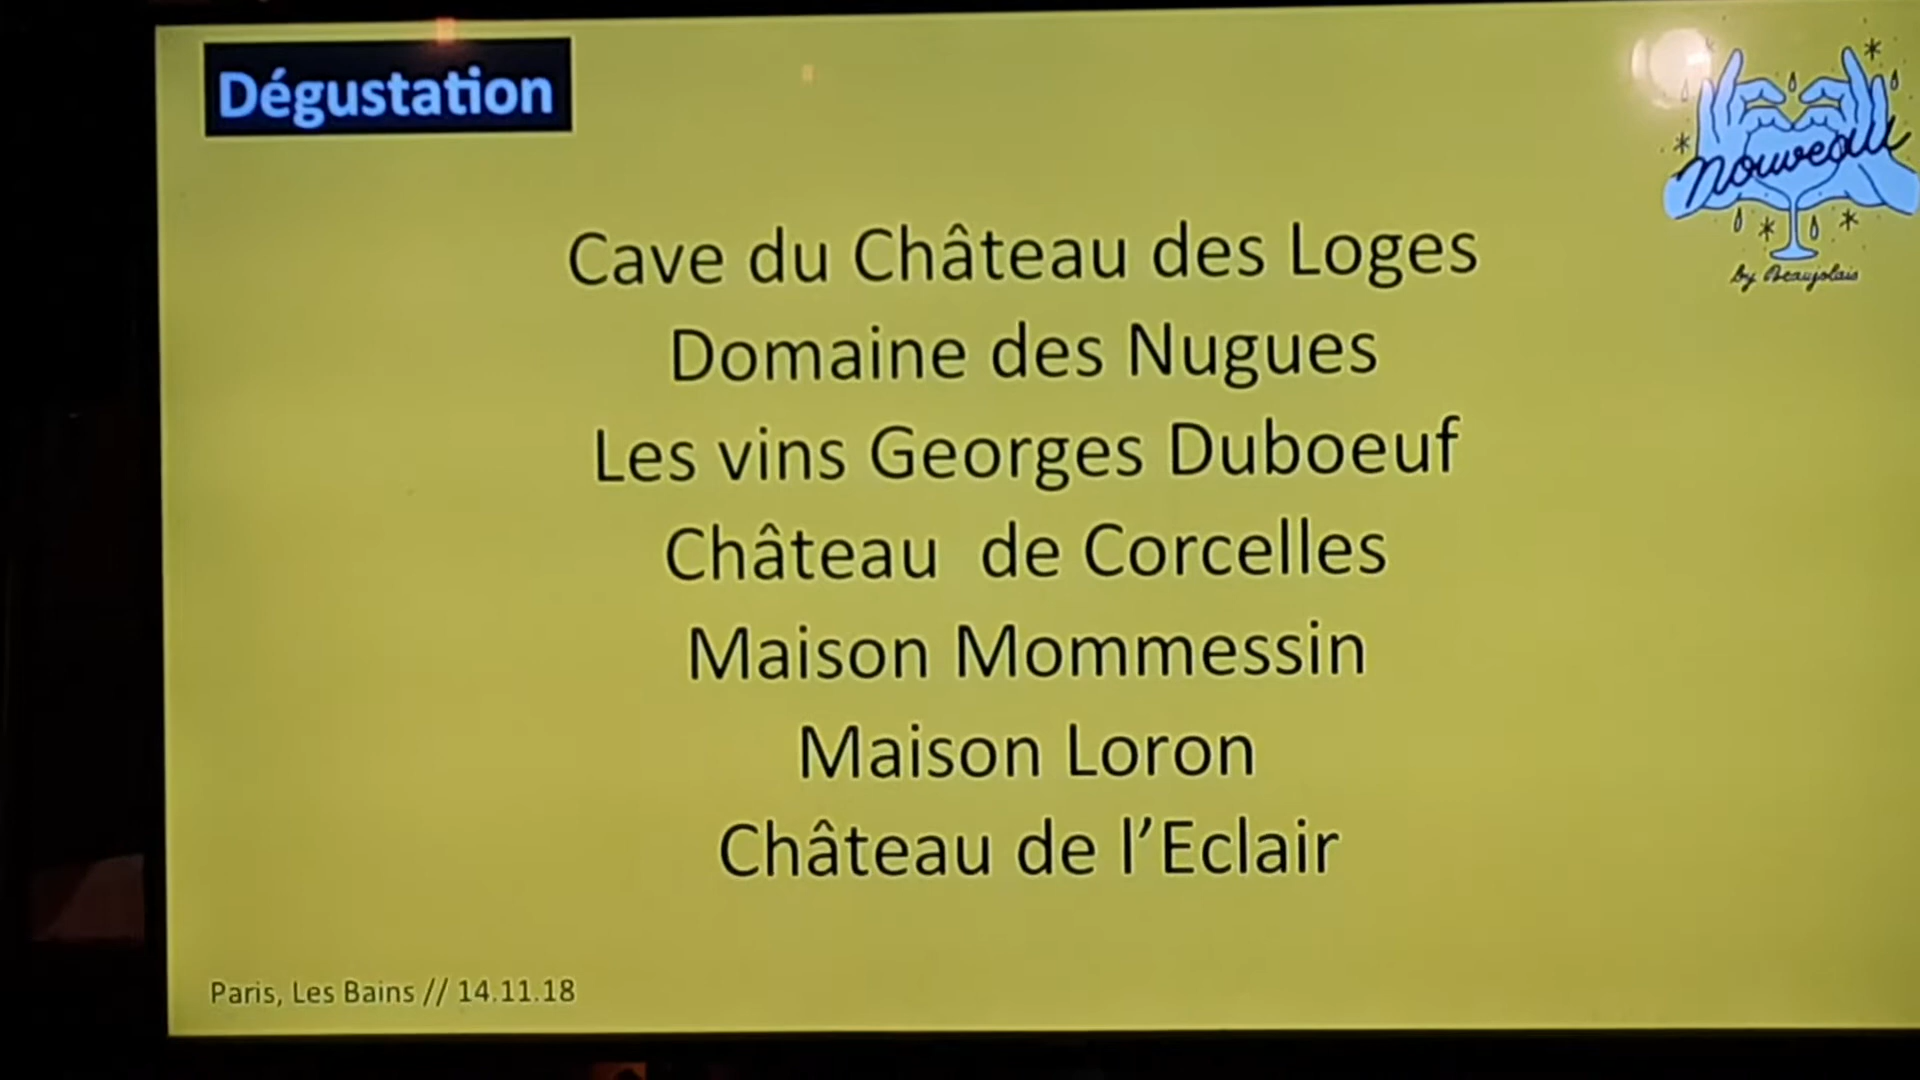 Dégustation
nouveau
by Beaujolais
Cave du Château des Loges
Domaine des Nugues
Les vins Georges Duboeuf
Château de Corcelles
Maison Mommessin
Maison Loron
Château de l’Eclair
Paris, Les Bains // 14.11.18